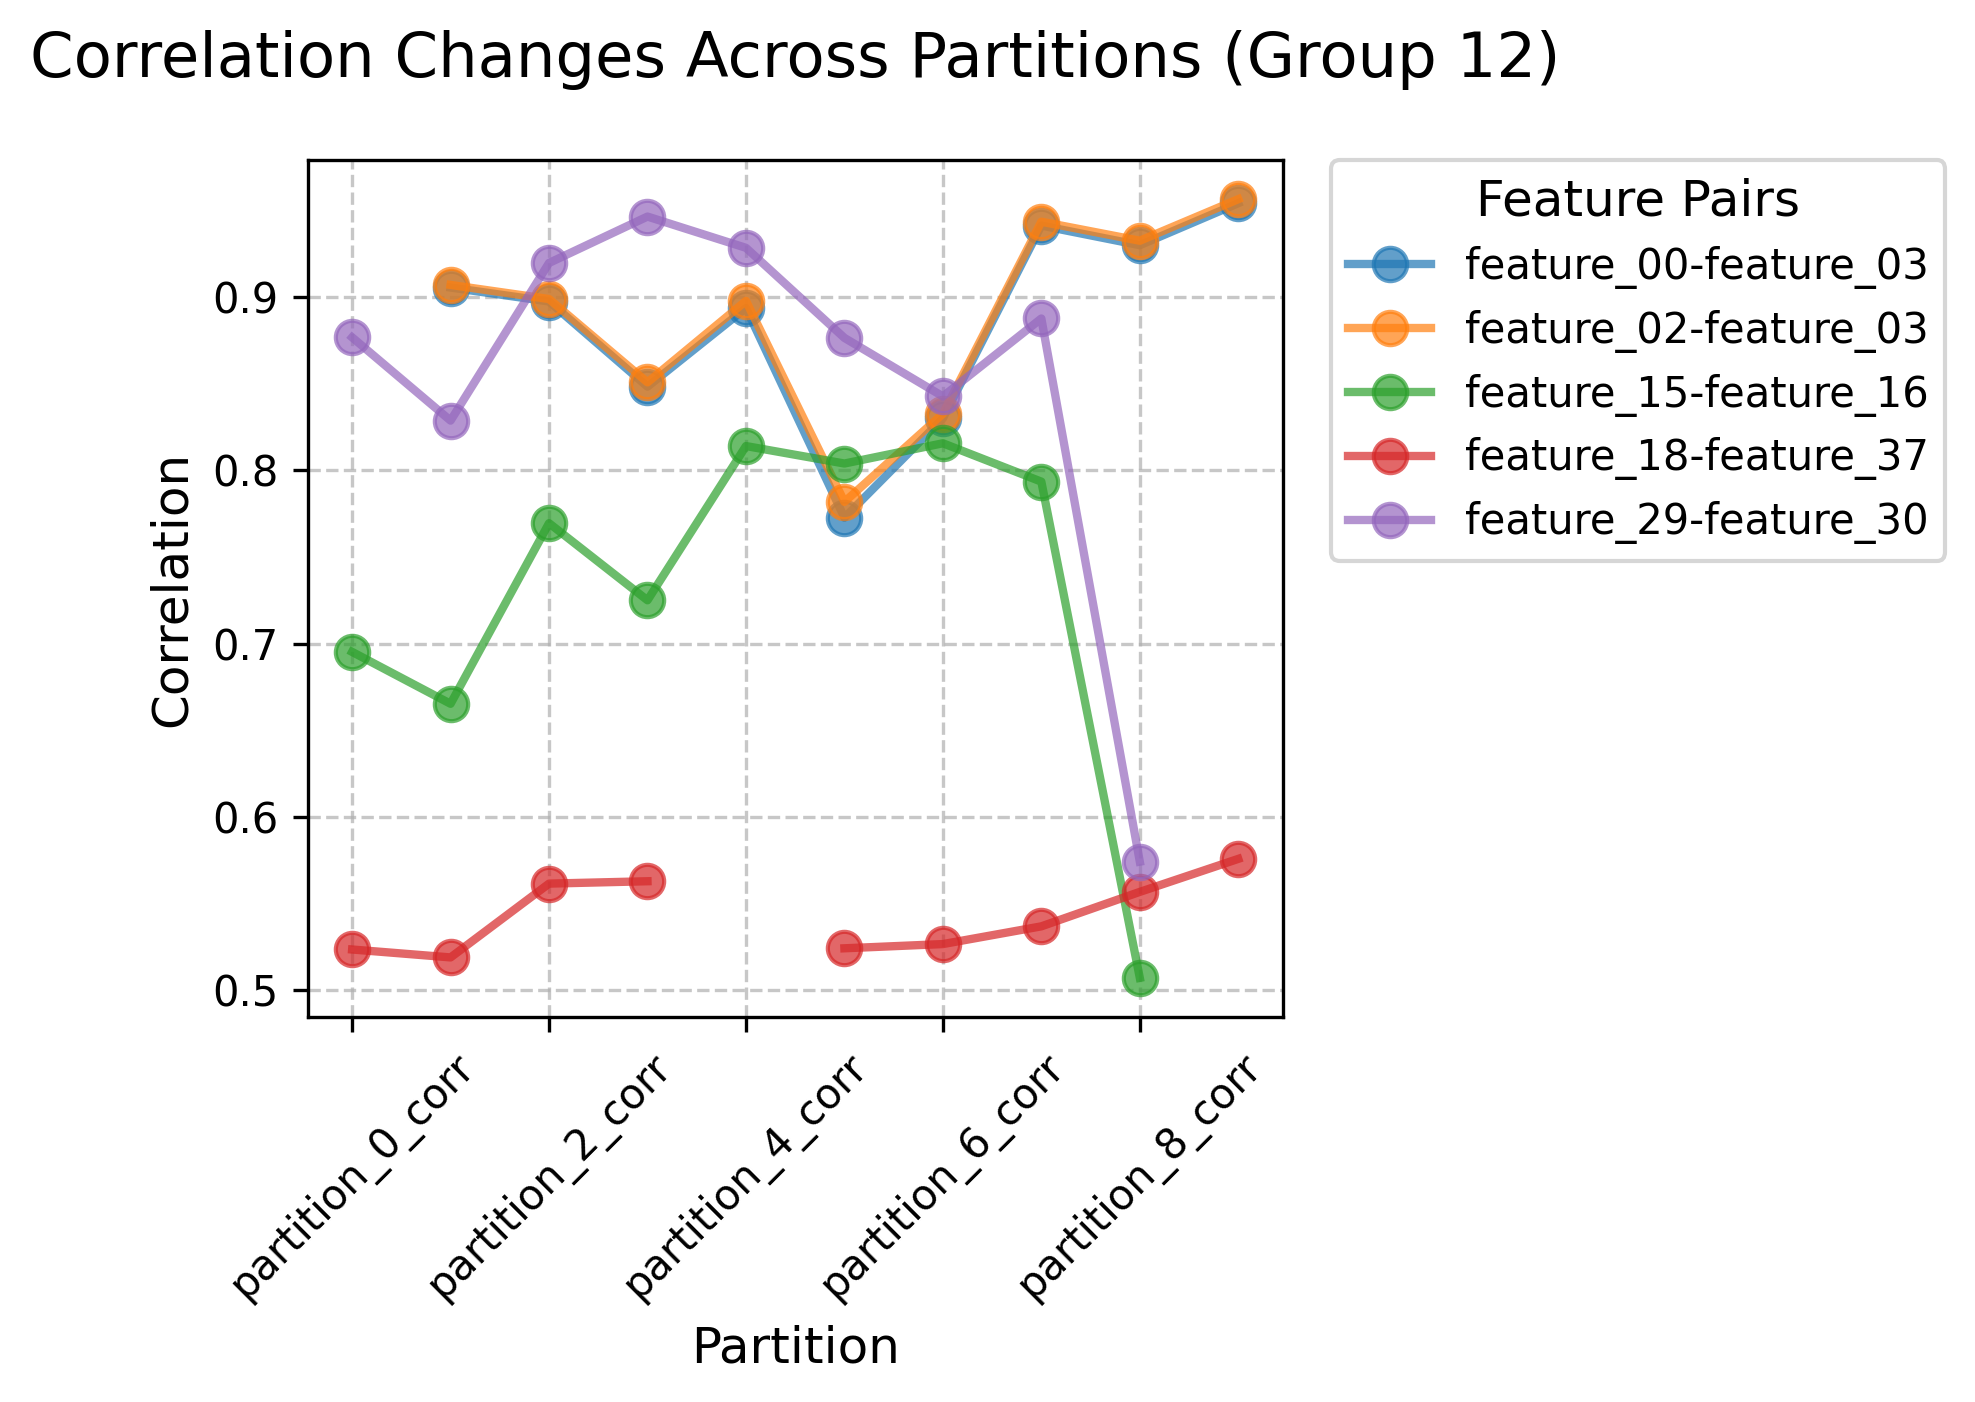 Correlation Changes Across Partitions (Group 12)
Feature Pairs
feature_00-feature_03
feature_02-feature_03
feature_15-feature_16
feature_18-feature_37
feature_29-feature_30
Correlation
0.9
0.8
0.7
0.6
0.5
partition_0_corr
partition_2_corr
partition_4_corr
partition_6_corr
partition_8_corr
Partition